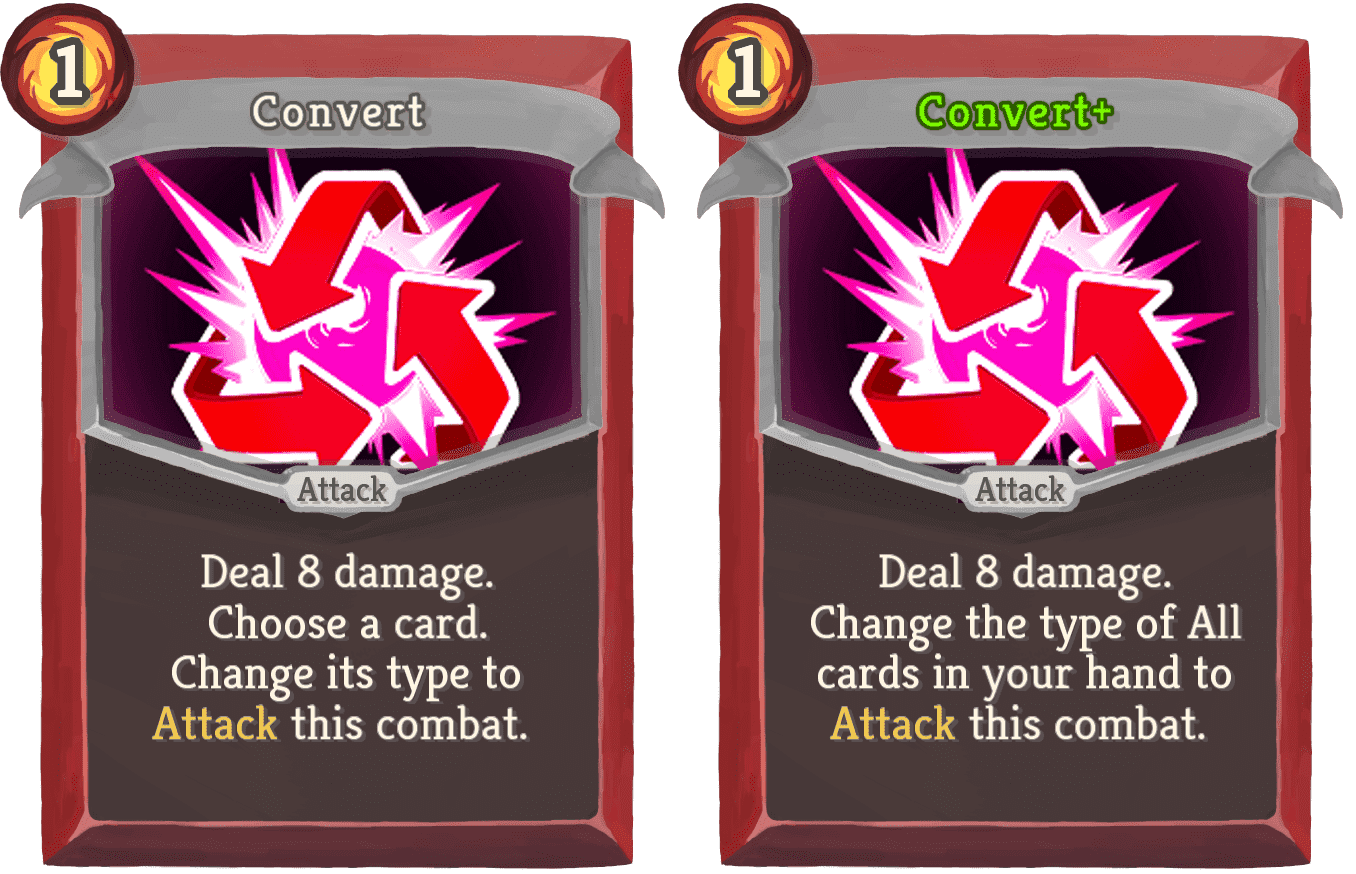 1
Convert
Attack
Deal 8 damage.
Choose a card.
Change its type to
Attack this combat.
1
Convert+
Attack
Deal 8 damage.
Change the type of All
cards in your hand to
Attack this combat.